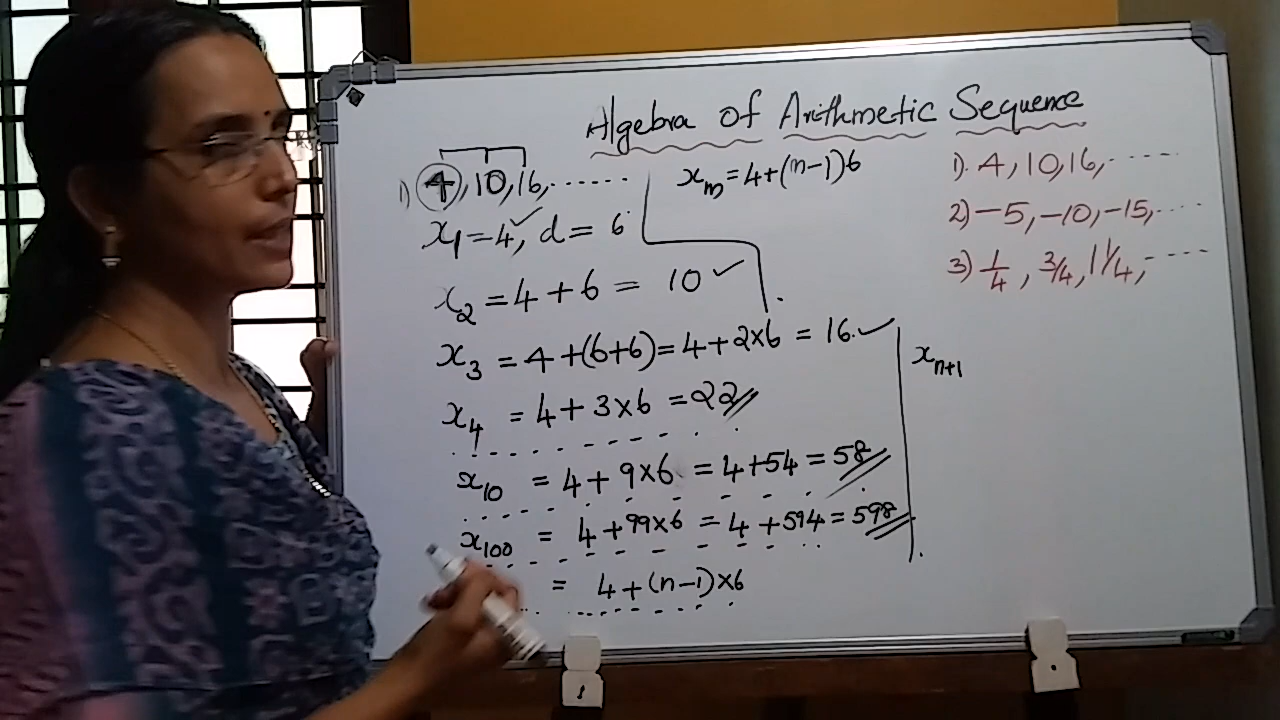 Algebra of Arithmetic Sequence
1) 4, 10, 16, ......
x₁ = 4, d = 6
x₂ = 4 + 6 = 10 ✓
x₃ = 4 + (6+6) = 4 + 2×6 = 16. ✓
x₄ = 4 + 3×6 = 22
x₁₀ = 4 + 9×6 = 4+54 = 58
x₁₀₀ = 4 + 99×6 = 4 + 594 = 598
= 4 + (n-1)×6
xₙ = 4+(n-1)6
xₙ₊₁
1). 4, 10, 16, .....
2) -5, -10, -15, ....
3) 1/4, 3/4, 1 1/4, ----